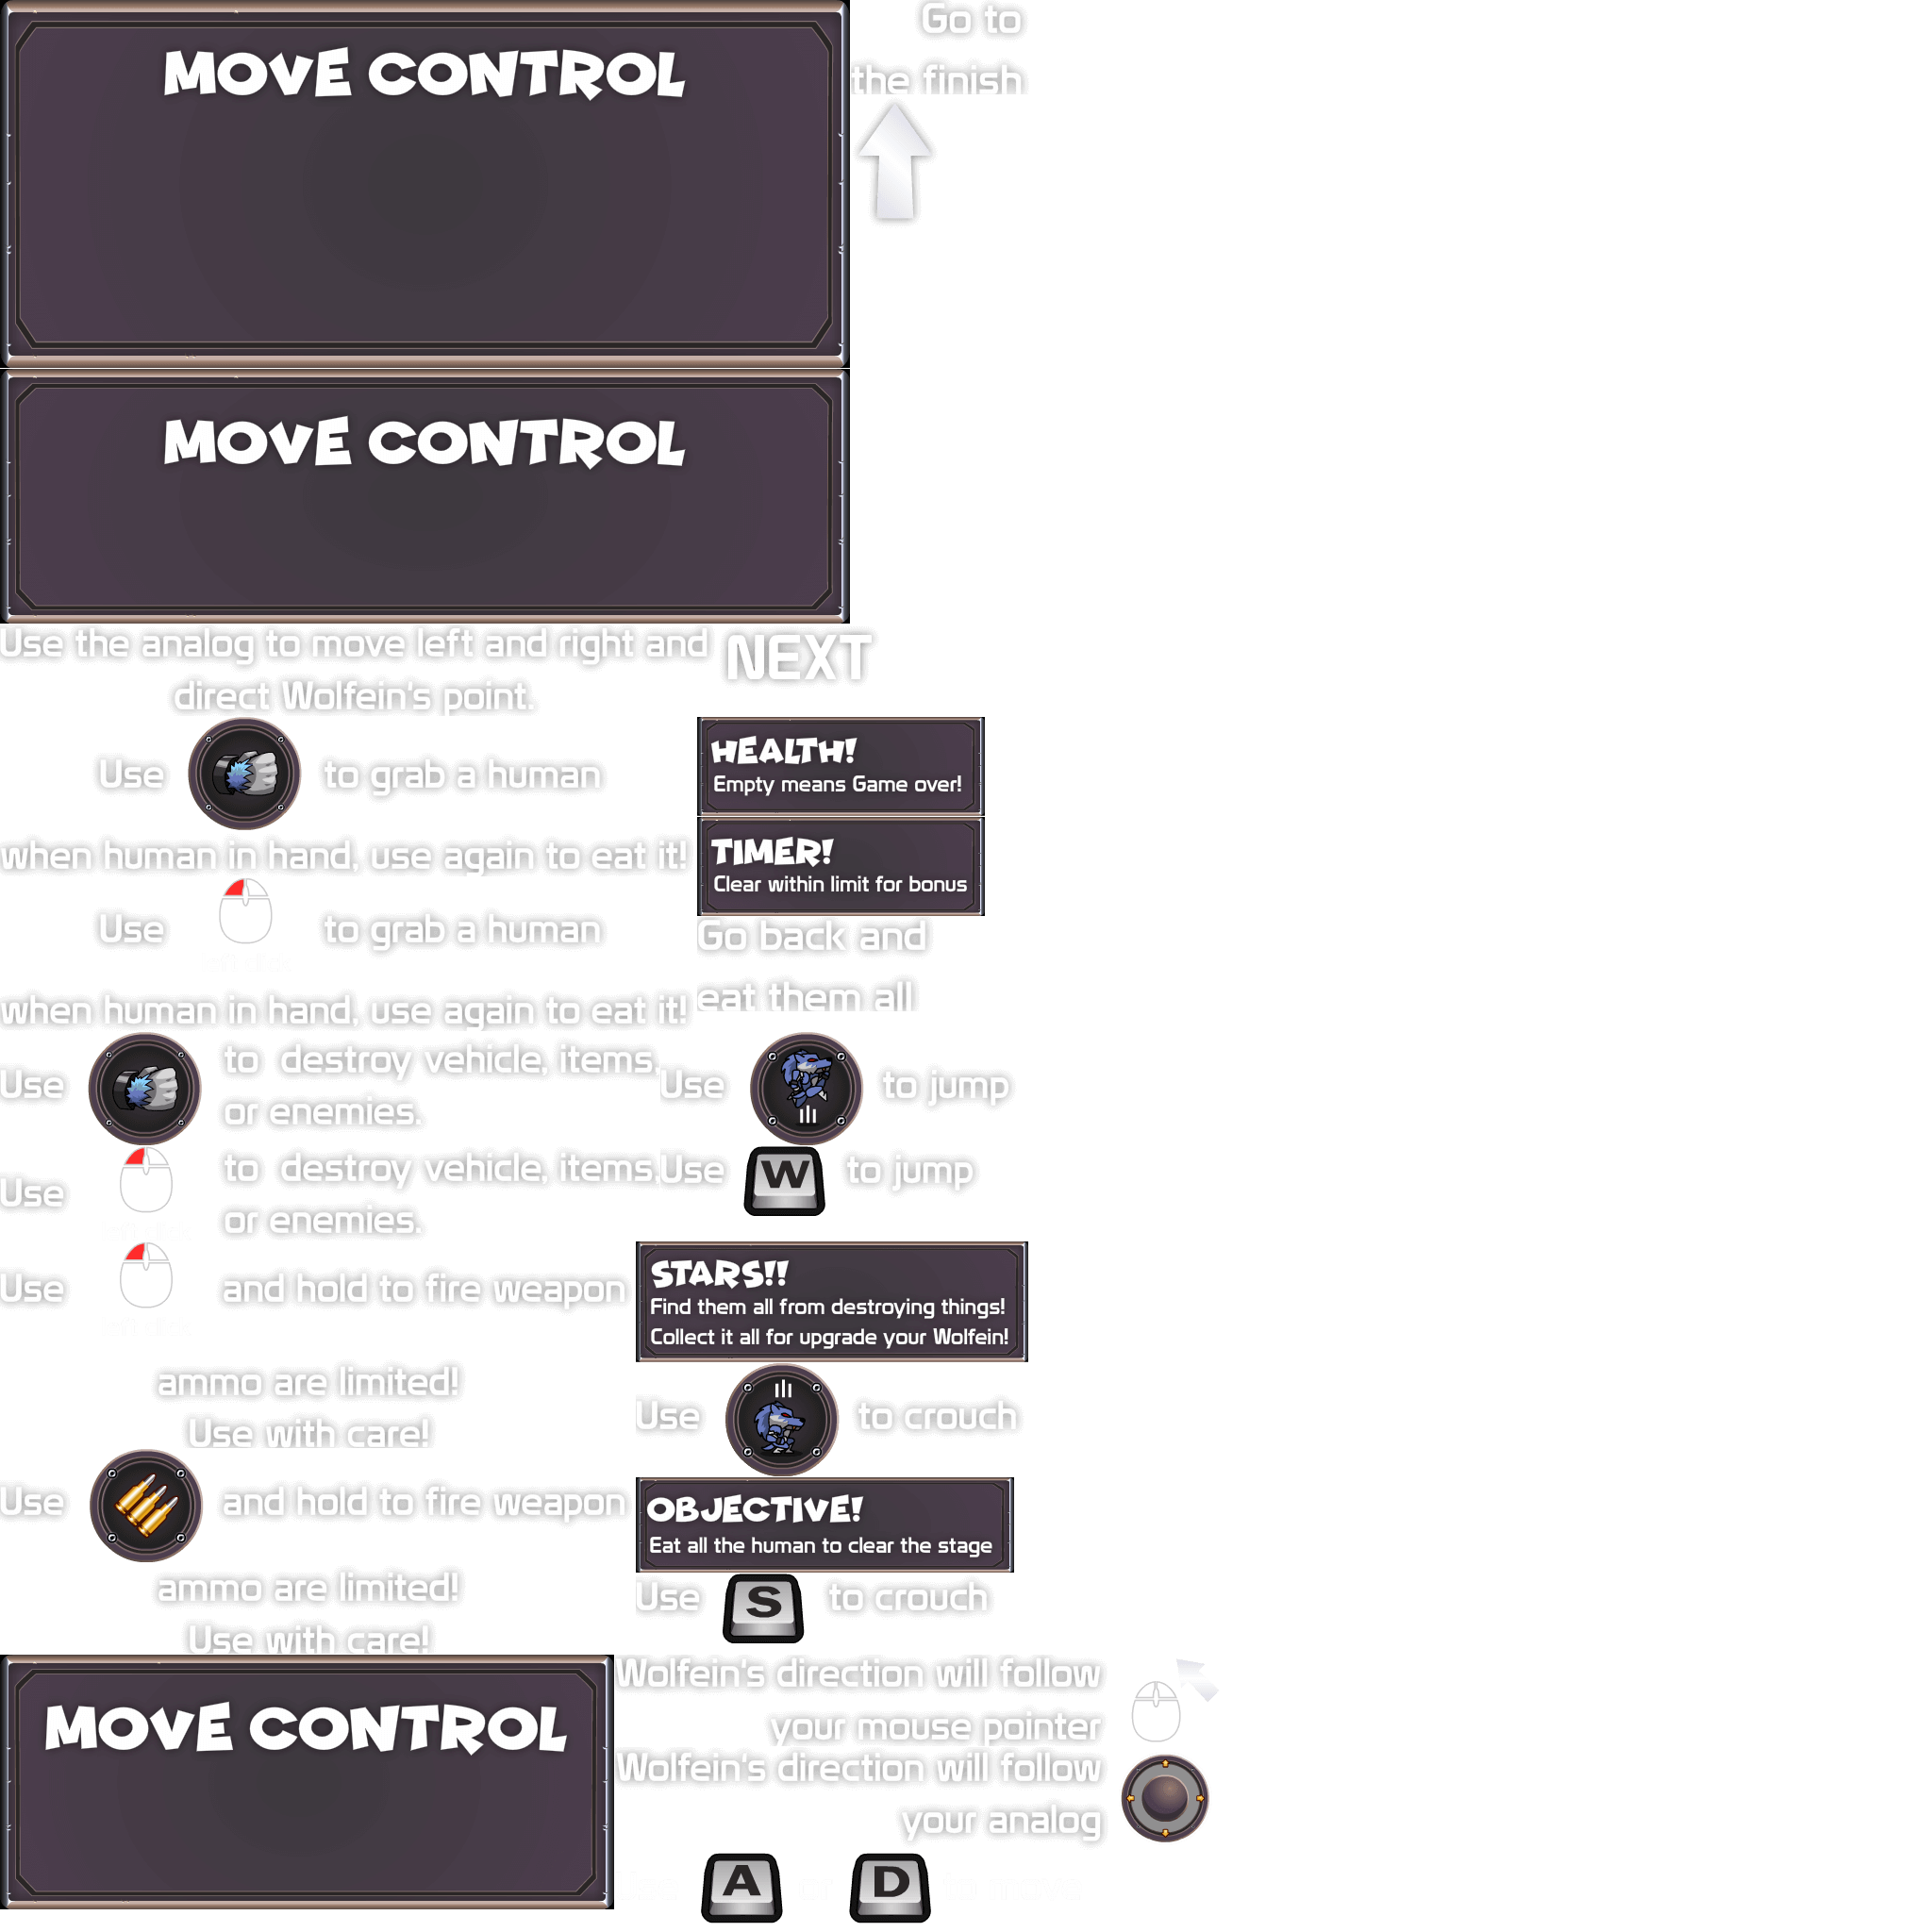 MOVE CONTROL
Go to
the finish
MOVE CONTROL
Use the analog to move left and right and
direct Wolfein's point.
NEXT
Use to grab a human
when human in hand, use again to eat it!
HEALTH!
Empty means Game over!
TIMER!
Clear within limit for bonus
Use to grab a human
when human in hand, use again to eat it!
Go back and
eat them all
Use to destroy vehicle, items.
or enemies.
Use to jump
Use to destroy vehicle, items.
or enemies.
Use W to jump
Use and hold to fire weapon
ammo are limited!
Use with care!
STARS!!
Find them all from destroying things!
Collect it all for upgrade your Wolfein!
Use to crouch
Use and hold to fire weapon
ammo are limited!
Use with care!
OBJECTIVE!
Eat all the human to clear the stage
Use S to crouch
MOVE CONTROL
Wolfein's direction will follow
your mouse pointer
Wolfein's direction will follow
your analog
A D